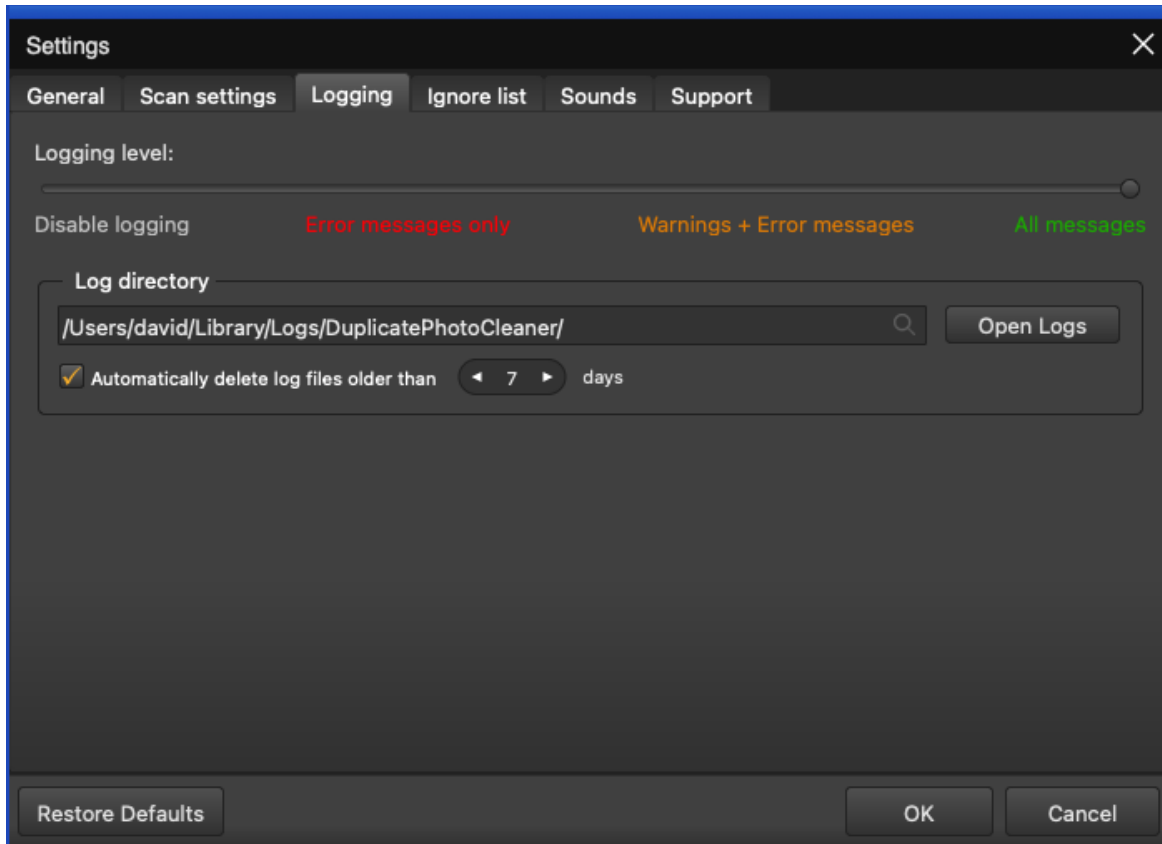 Settings
General Scan settings Logging Ignore list Sounds Support
Logging level:
Disable logging Error messages only Warnings + Error messages All messages
Log directory
/Users/david/Library/Logs/DuplicatePhotoCleaner/ Open Logs
Automatically delete log files older than 7 days
Restore Defaults OK Cancel